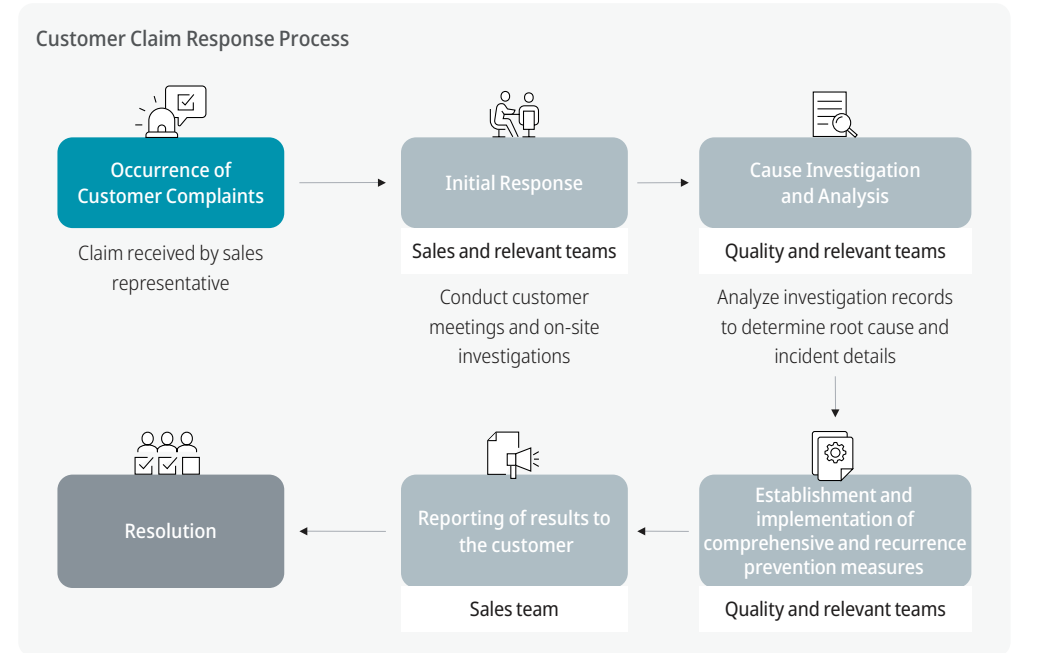 Customer Claim Response Process
Occurrence of
Customer Complaints
Claim received by sales
representative
Initial Response
Sales and relevant teams
Conduct customer
meetings and on-site
investigations
Cause Investigation
and Analysis
Quality and relevant teams
Analyze investigation records
to determine root cause and
incident details
Establishment and
implementation of
comprehensive and recurrence
prevention measures
Quality and relevant teams
Reporting of results to
the customer
Sales team
Resolution